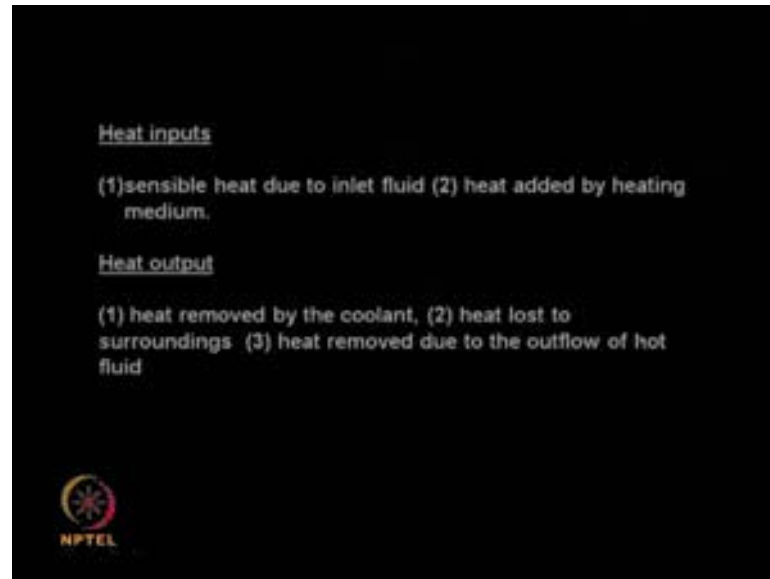 Heat inputs
(1)sensible heat due to inlet fluid (2) heat added by heating
medium.
Heat output
(1) heat removed by the coolant, (2) heat lost to
surroundings (3) heat removed due to the outflow of hot
fluid
NPTEL